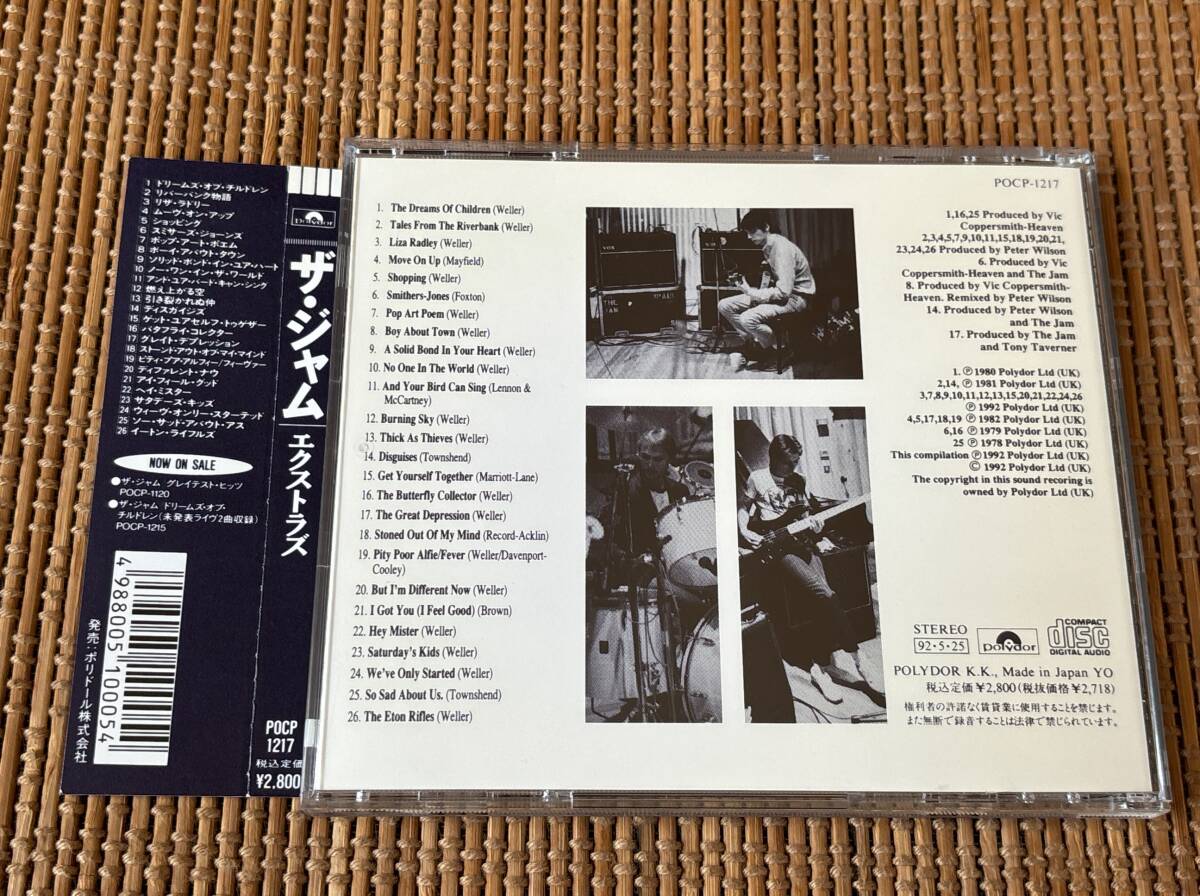 1 ドリームズ・オブ・チルドレン
2 リバーバンク物語
3 リザ・ラドリー
4 ムーヴ・オン・アップ
5 ショッピング
6 スミザーズ・ジョーンズ
7 ポップ・アート・ポエム
8 ボーイ・アバウト・タウン
9 ソリッド・ボンド・イン・ユア・ハート
10 ノー・ワン・イン・ザ・ワールド
11 アンド・ユア・バード・キャン・シング
12 燃え上がる空
13 引き裂かれぬ仲
14 ディスガイシズ
15 ゲット・ユアセルフ・トゥゲザー
16 バタフライ・コレクター
17 グレイト・デプレッション
18 ストーンド・アウト・オブ・マイ・マインド
19 ピティ・プア・アルフィー/フィーヴァー
20 ディファレント・ナウ
21 アイ・フィール・グッド
22 ヘイ・ミスター
23 サタデーズ・キッズ
24 ウィーヴ・オンリー・スターテッド
25 ソー・サッド・アバウト・アス
26 イートン・ライフルズ
NOW ON SALE
●ザ・ジャム グレイテスト・ヒッツ
POCP-1120
●ザ・ジャム ドリームズ・オブ・
チルドレン(未発表ライヴ2曲収録)
POCP-1215
4988005100054
発売:ポリドール株式会社
polydor
ザ・ジャム
エクストラズ
POCP
1217
税込定価
¥2,800
POCP-1217
1. The Dreams Of Children (Weller)
2. Tales From The Riverbank (Weller)
3. Liza Radley (Weller)
4. Move On Up (Mayfield)
5. Shopping (Weller)
6. Smithers-Jones (Foxton)
7. Pop Art Poem (Weller)
8. Boy About Town (Weller)
9. A Solid Bond In Your Heart (Weller)
10. No One In The World (Weller)
11. And Your Bird Can Sing (Lennon &
McCartney)
12. Burning Sky (Weller)
13. Thick As Thieves (Weller)
14. Disguises (Townshend)
15. Get Yourself Together (Marriott-Lane)
16. The Butterfly Collector (Weller)
17. The Great Depression (Weller)
18. Stoned Out Of My Mind (Record-Acklin)
19. Pity Poor Alfie/Fever (Weller/Davenport-
Cooley)
20. But I'm Different Now (Weller)
21. I Got You (I Feel Good) (Brown)
22. Hey Mister (Weller)
23. Saturday's Kids (Weller)
24. We've Only Started (Weller)
25. So Sad About Us. (Townshend)
26. The Eton Rifles (Weller)
VOX
THE
JAM
1,16,25 Produced by Vic
Coppersmith-Heaven
2,3,4,5,7,9,10,11,15,18,19,20,21,
23,24,26 Produced by Peter Wilson
6. Produced by Vic
Coppersmith-Heaven and The Jam
8. Produced by Vic Coppersmith-
Heaven. Remixed by Peter Wilson
14. Produced by Peter Wilson
and The Jam
17. Produced by The Jam
and Tony Taverner
1. ℗ 1980 Polydor Ltd (UK)
2,14, ℗ 1981 Polydor Ltd (UK)
3,7,8,9,10,11,12,13,15,20,21,22,24,26
℗ 1992 Polydor Ltd (UK)
4,5,17,18,19 ℗ 1982 Polydor Ltd (UK)
6,16 ℗ 1979 Polydor Ltd (UK)
25 ℗ 1978 Polydor Ltd (UK)
This compilation ℗1992 Polydor Ltd (UK)
© 1992 Polydor Ltd (UK)
The copyright in this sound recoring is
owned by Polydor Ltd (UK)
STEREO
92・5・25
polydor
COMPACT
disc
DIGITAL AUDIO
POLYDOR K.K., Made in Japan YO
税込定価¥2,800(税抜価格¥2,718)
権利者の許諾なく賃貸業に使用することを禁じます。
また無断で録音することは法律で禁じられています。